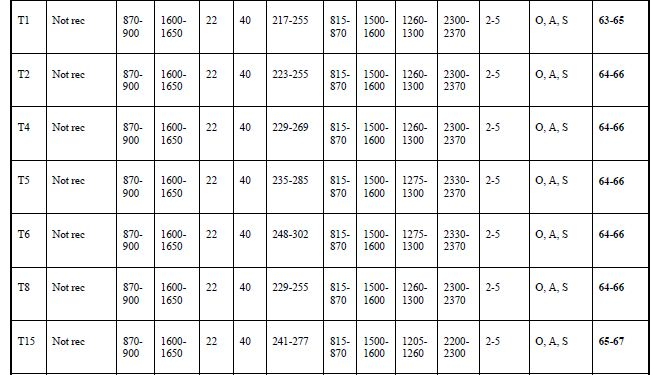 T1 Not rec 870- 1600- 22 40 217-255 815- 1500- 1260- 2300- 2-5 O, A, S 63-65
900 1650 870 1600 1300 2370
T2 Not rec 870- 1600- 22 40 223-255 815- 1500- 1260- 2300- 2-5 O, A, S 64-66
900 1650 870 1600 1300 2370
T4 Not rec 870- 1600- 22 40 229-269 815- 1500- 1260- 2300- 2-5 O, A, S 64-66
900 1650 870 1600 1300 2370
T5 Not rec 870- 1600- 22 40 235-285 815- 1500- 1275- 2330- 2-5 O, A, S 64-66
900 1650 870 1600 1300 2370
T6 Not rec 870- 1600- 22 40 248-302 815- 1500- 1275- 2330- 2-5 O, A, S 64-66
900 1650 870 1600 1300 2370
T8 Not rec 870- 1600- 22 40 229-255 815- 1500- 1260- 2300- 2-5 O, A, S 64-66
900 1650 870 1600 1300 2370
T15 Not rec 870- 1600- 22 40 241-277 815- 1500- 1205- 2200- 2-5 O, A, S 65-67
900 1650 870 1600 1260 2300